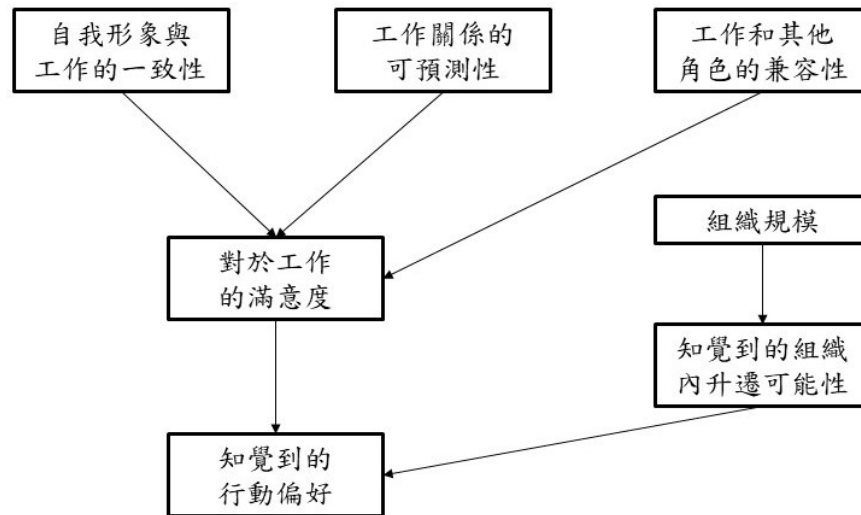 自我形象與
工作的一致性
工作關係的
可預測性
工作和其他
角色的兼容性
組織規模
對於工作
的滿意度
知覺到的組織
內升遷可能性
知覺到的
行動偏好